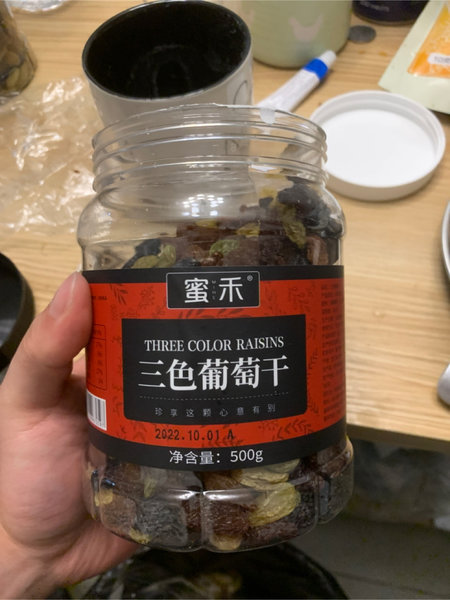 蜜禾®
THREE COLOR RAISINS
三色葡萄干
珍享这颗心意有别
2022.10.01 A
净含量：500g